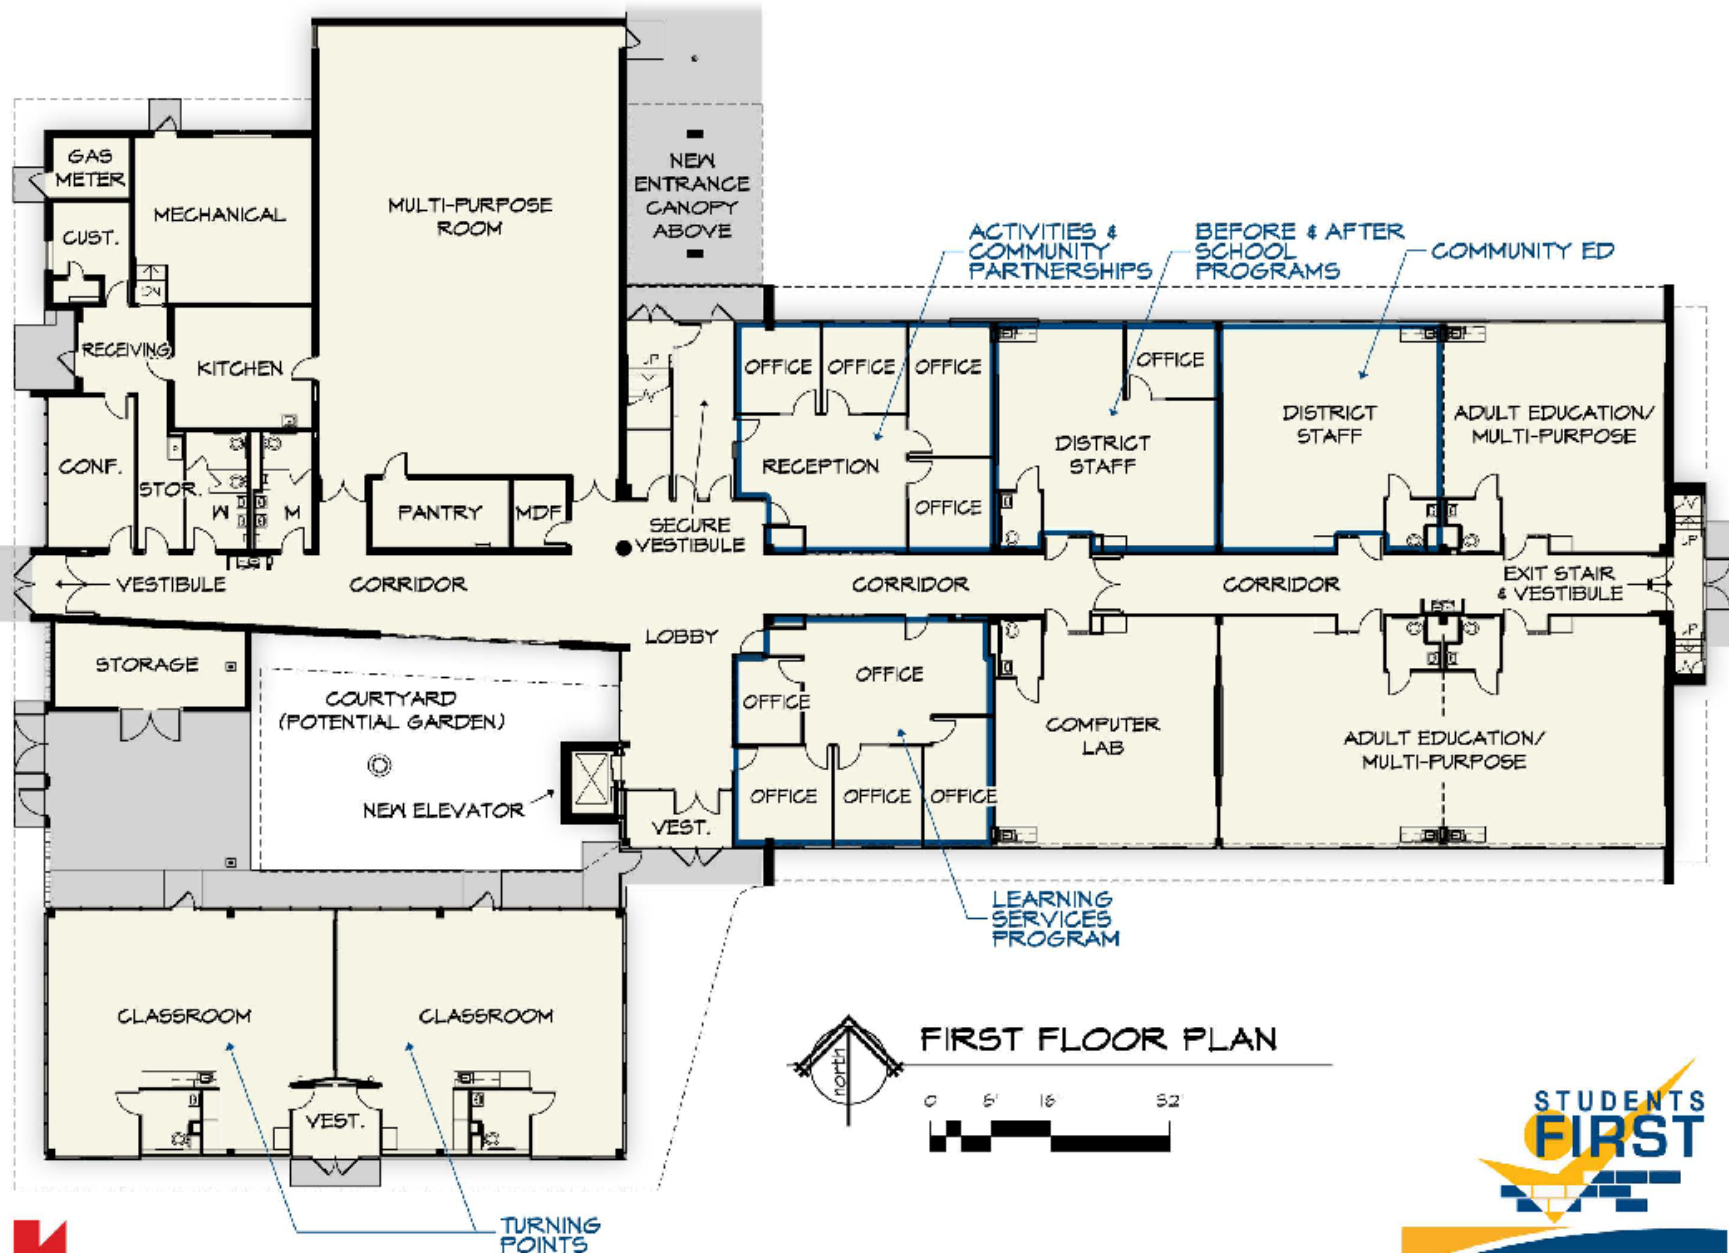 GAS
METER
MECHANICAL
CUST.
DN
MULTI-PURPOSE
ROOM
NEW
ENTRANCE
CANOPY
ABOVE
ACTIVITIES &
COMMUNITY
PARTNERSHIPS
BEFORE & AFTER
SCHOOL
PROGRAMS
COMMUNITY ED
RECEIVING
KITCHEN
UP
OFFICE
OFFICE
OFFICE
OFFICE
DISTRICT
STAFF
DISTRICT
STAFF
ADULT EDUCATION/
MULTI-PURPOSE
CONF.
STOR.
W
M
RECEPTION
PANTRY
MDF
OFFICE
SECURE
VESTIBULE
VESTIBULE
CORRIDOR
CORRIDOR
CORRIDOR
EXIT STAIR
& VESTIBULE
UP
UP
LOBBY
STORAGE
COURTYARD
(POTENTIAL GARDEN)
OFFICE
OFFICE
COMPUTER
LAB
ADULT EDUCATION/
MULTI-PURPOSE
NEW ELEVATOR
VEST.
OFFICE
OFFICE
OFFICE
LEARNING
SERVICES
PROGRAM
CLASSROOM
CLASSROOM
VEST.
TURNING
POINTS
north
FIRST FLOOR PLAN
0
16
32'
STUDENTS
FIRST